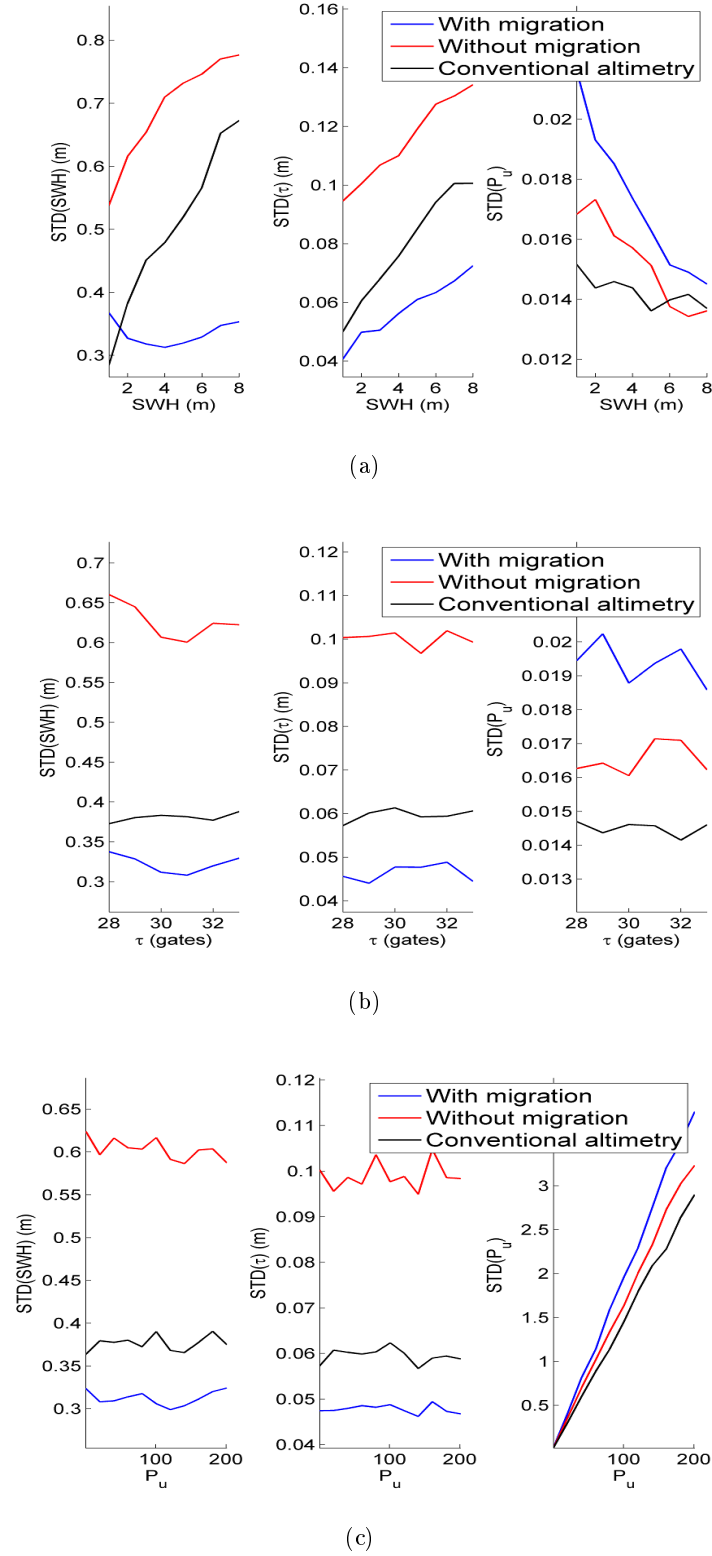 With migration
Without migration
Conventional altimetry
STD(SWH) (m)
0.8
0.7
0.6
0.5
0.4
0.3
2 4 6 8
SWH (m)
STD(τ) (m)
0.16
0.14
0.12
0.1
0.08
0.06
0.04
2 4 6 8
SWH (m)
STD(Pu)
0.02
0.018
0.016
0.014
0.012
2 4 6 8
SWH (m)
(a)
With migration
Without migration
Conventional altimetry
STD(SWH) (m)
0.7
0.65
0.6
0.55
0.5
0.45
0.4
0.35
0.3
28 30 32
τ (gates)
STD(τ) (m)
0.12
0.11
0.1
0.09
0.08
0.07
0.06
0.05
0.04
28 30 32
τ (gates)
STD(Pu)
0.02
0.019
0.018
0.017
0.016
0.015
0.014
0.013
28 30 32
τ (gates)
(b)
With migration
Without migration
Conventional altimetry
STD(SWH) (m)
0.65
0.6
0.55
0.5
0.45
0.4
0.35
0.3
100 200
Pu
STD(τ) (m)
0.12
0.11
0.1
0.09
0.08
0.07
0.06
0.05
0.04
100 200
Pu
STD(Pu)
3
2.5
2
1.5
1
0.5
100 200
Pu
(c)